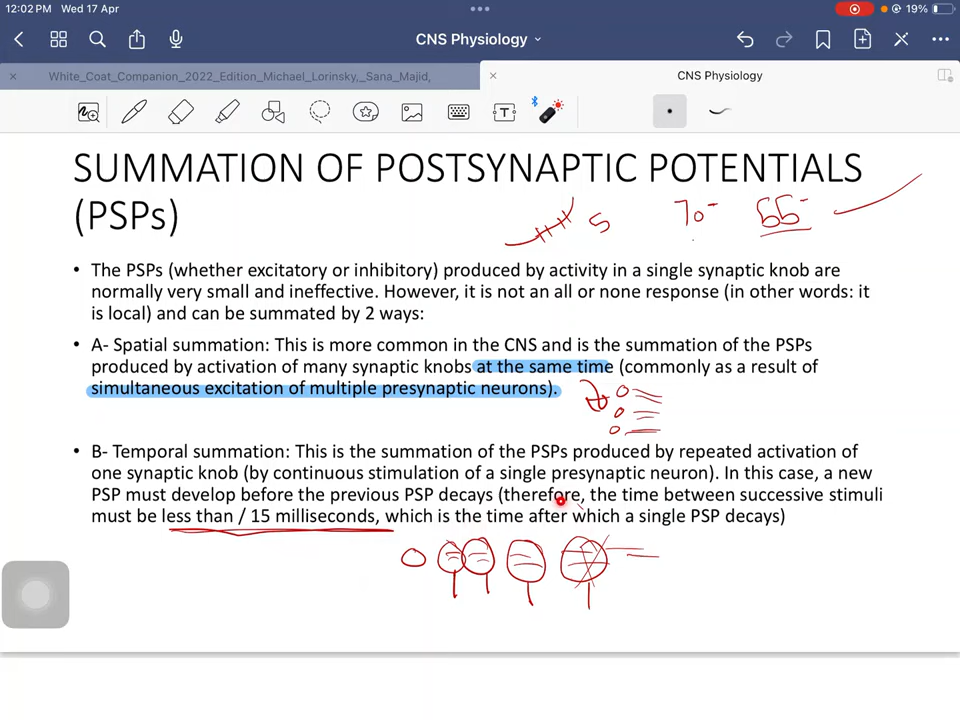 12:02 PM Wed 17 Apr
19%
CNS Physiology
White_Coat_Companion_2022_Edition_Michael_Lorinsky,_Sana_Majid,
CNS Physiology
T
SUMMATION OF POSTSYNAPTIC POTENTIALS
(PSPs)
5 70- 55-
• The PSPs (whether excitatory or inhibitory) produced by activity in a single synaptic knob are
normally very small and ineffective. However, it is not an all or none response (in other words: it
is local) and can be summated by 2 ways:
• A- Spatial summation: This is more common in the CNS and is the summation of the PSPs
produced by activation of many synaptic knobs at the same time (commonly as a result of
simultaneous excitation of multiple presynaptic neurons).
• B- Temporal summation: This is the summation of the PSPs produced by repeated activation of
one synaptic knob (by continuous stimulation of a single presynaptic neuron). In this case, a new
PSP must develop before the previous PSP decays (therefore, the time between successive stimuli
must be less than / 15 milliseconds, which is the time after which a single PSP decays)